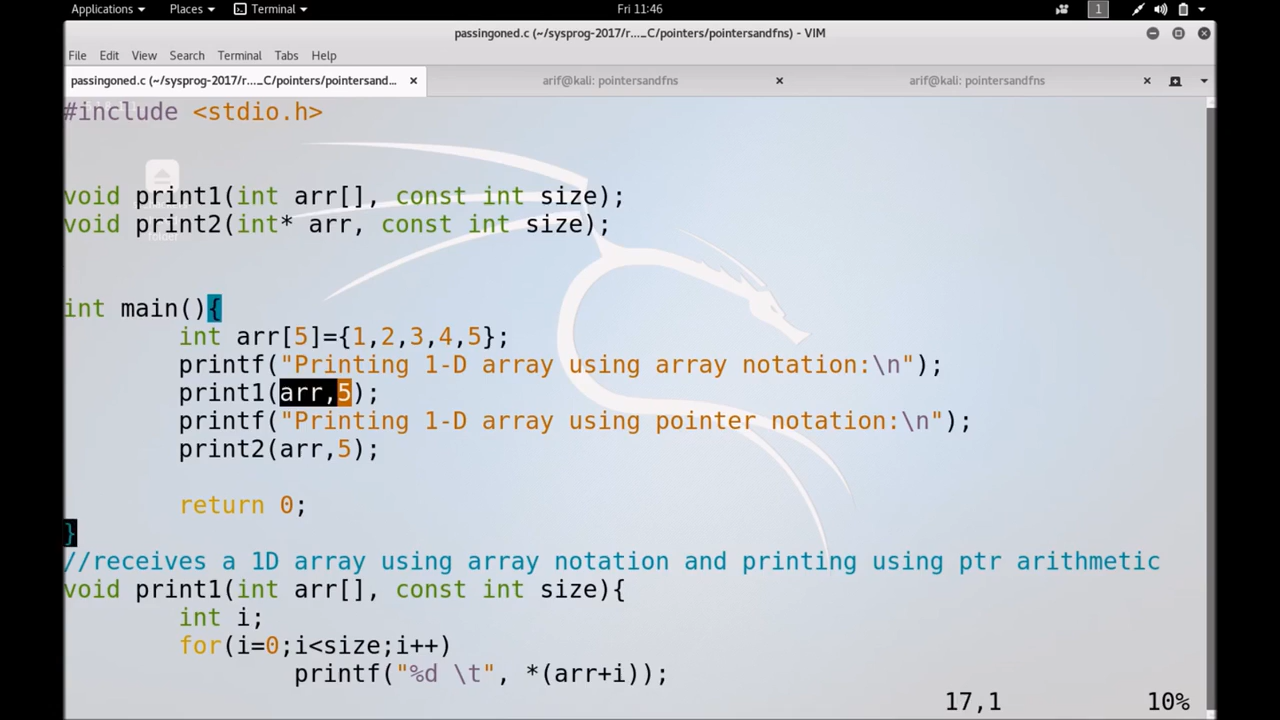 Applications Places Terminal Fri 11:46 1
passingoned.c (~/sysprog-2017/r..._C/pointers/pointersandfns) - VIM
File Edit View Search Terminal Tabs Help
passingoned.c (~/sysprog-2017/r..._C/pointers/pointersand... × arif@kali: pointersandfns × arif@kali: pointersandfns ×
#include <stdio.h>
void print1(int arr[], const int size);
void print2(int* arr, const int size);
int main(){
int arr[5]={1,2,3,4,5};
printf("Printing 1-D array using array notation:\n");
print1(arr,5);
printf("Printing 1-D array using pointer notation:\n");
print2(arr,5);
return 0;
}
//receives a 1D array using array notation and printing using ptr arithmetic
void print1(int arr[], const int size){
int i;
for(i=0;i<size;i++)
printf("%d \t", *(arr+i));
17,1 10%